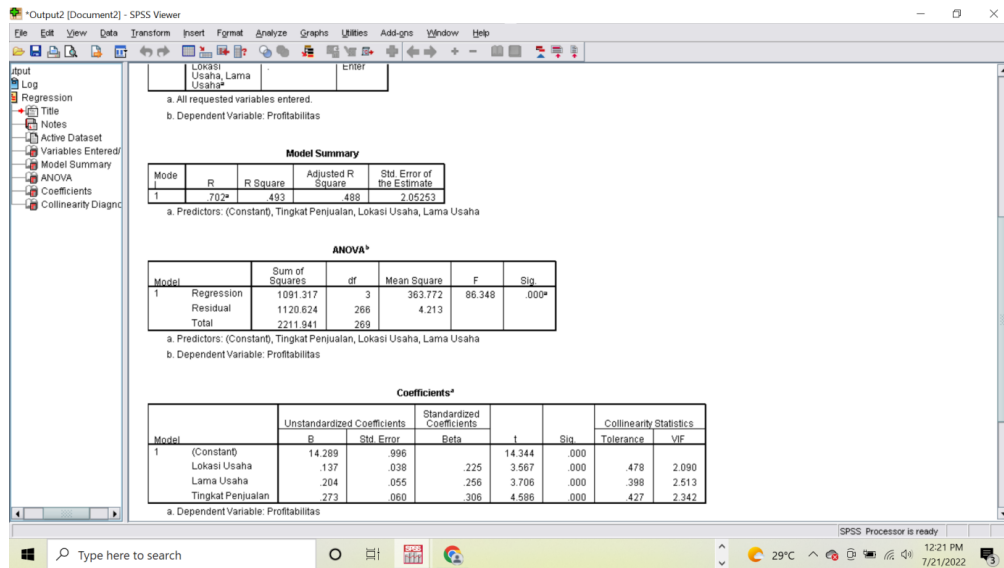 *Output2 [Document2] - SPSS Viewer
File Edit View Data Transform Insert Format Analyze Graphs Utilities Add-ons Window Help
utput
Log
Regression
Title
Notes
Active Dataset
Variables Entered/
Model Summary
ANOVA
Coefficients
Collinearity Diagno
Lokasi . Enter
Usaha, Lama
Usahaa
a. All requested variables entered.
b. Dependent Variable: Profitabilitas
Model Summary
Mode
l R R Square Adjusted R Square Std. Error of the Estimate
1 .702a .493 .488 2.05253
a. Predictors: (Constant), Tingkat Penjualan, Lokasi Usaha, Lama Usaha
ANOVAb
Model Sum of Squares df Mean Square F Sig.
1 Regression 1091.317 3 363.772 86.348 .000a
Residual 1120.624 266 4.213
Total 2211.941 269
a. Predictors: (Constant), Tingkat Penjualan, Lokasi Usaha, Lama Usaha
b. Dependent Variable: Profitabilitas
Coefficientsa
Unstandardized Coefficients Standardized Coefficients Collinearity Statistics
Model B Std. Error Beta t Sig. Tolerance VIF
1 (Constant) 14.289 .996 14.344 .000
Lokasi Usaha .137 .038 .225 3.567 .000 .478 2.090
Lama Usaha .204 .055 .256 3.706 .000 .398 2.513
Tingkat Penjualan .273 .060 .306 4.586 .000 .427 2.342
a. Dependent Variable: Profitabilitas
SPSS Processor is ready
Type here to search
29°C
12:21 PM
7/21/2022
3